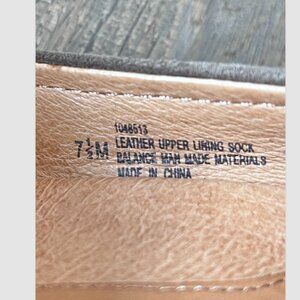 1048513
7½M LEATHER UPPER LINING SOCK
BALANCE MAN MADE MATERIALS
MADE IN CHINA